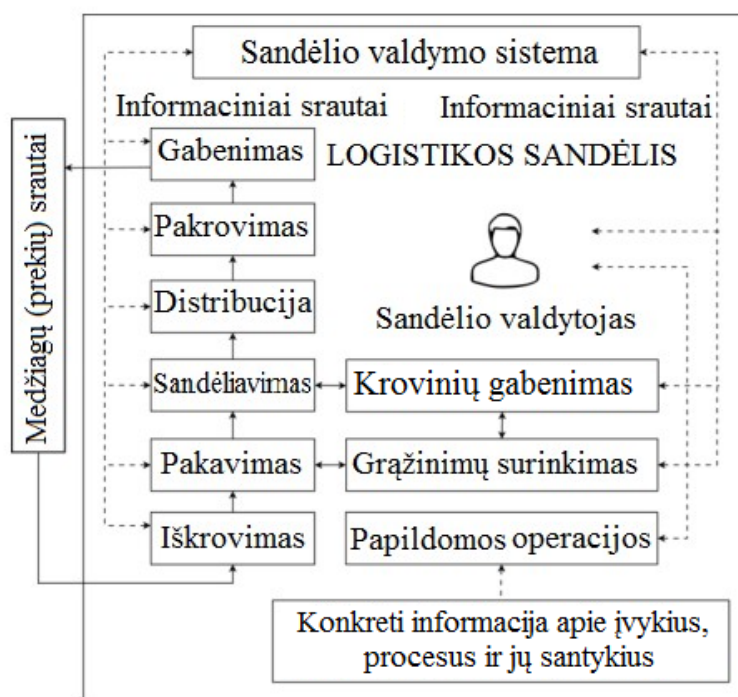 Sandėlio valdymo sistema
Informaciniai srautai
Informaciniai srautai
Medžiagų (prekių) srautai
Gabenimas
LOGISTIKOS SANDĖLIS
Pakrovimas
Distribucija
Sandėlio valdytojas
Sandėliavimas
Krovinių gabenimas
Pakavimas
Grąžinimų surinkimas
Iškrovimas
Papildomos operacijos
Konkreti informacija apie įvykius,
procesus ir jų santykius